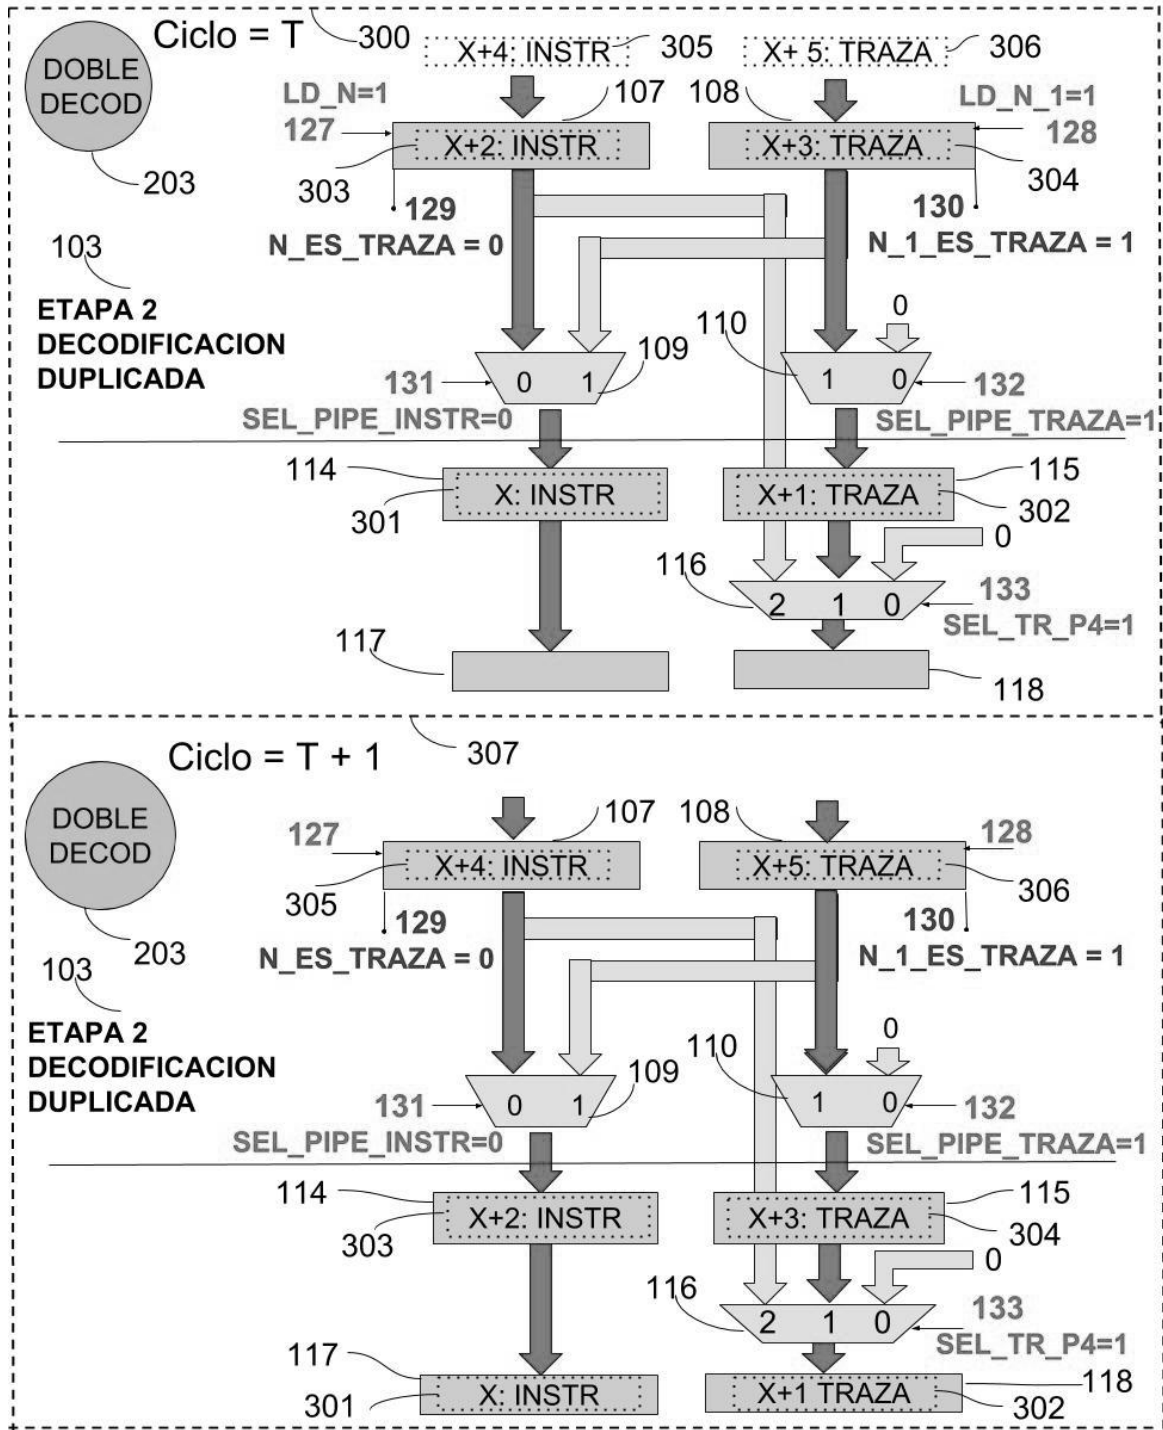 Ciclo = T
300
X+4: INSTR
305
X+ 5: TRAZA
306
DOBLE
DECOD
203
LD_N=1
127
107
108
LD_N_1=1
128
X+2: INSTR
303
X+3: TRAZA
304
129
N_ES_TRAZA = 0
130
N_1_ES_TRAZA = 1
103
ETAPA 2
DECODIFICACION
DUPLICADA
0
110
109
0 1
1 0
131
SEL_PIPE_INSTR=0
132
SEL_PIPE_TRAZA=1
114
X: INSTR
301
115
X+1: TRAZA
302
0
116
2 1 0
133
SEL_TR_P4=1
117
118
Ciclo = T + 1
307
DOBLE
DECOD
203
127
107
108
128
X+4: INSTR
305
X+5: TRAZA
306
129
N_ES_TRAZA = 0
130
N_1_ES_TRAZA = 1
103
ETAPA 2
DECODIFICACION
DUPLICADA
0
110
109
0 1
1 0
131
SEL_PIPE_INSTR=0
132
SEL_PIPE_TRAZA=1
114
X+2: INSTR
303
115
X+3: TRAZA
304
0
116
2 1 0
133
SEL_TR_P4=1
117
X: INSTR
301
118
X+1 TRAZA
302